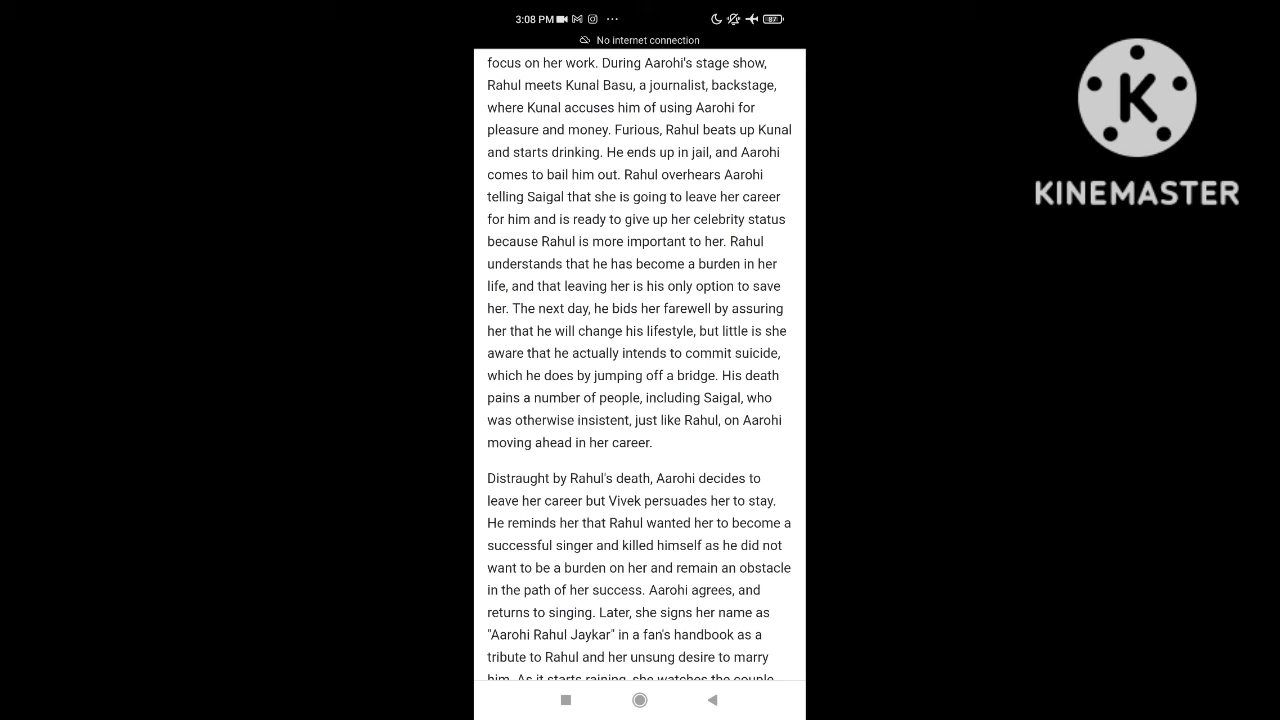 3:08 PM
87
No internet connection
focus on her work. During Aarohi's stage show,
Rahul meets Kunal Basu, a journalist, backstage,
where Kunal accuses him of using Aarohi for
pleasure and money. Furious, Rahul beats up Kunal
and starts drinking. He ends up in jail, and Aarohi
comes to bail him out. Rahul overhears Aarohi
telling Saigal that she is going to leave her career
for him and is ready to give up her celebrity status
because Rahul is more important to her. Rahul
understands that he has become a burden in her
life, and that leaving her is his only option to save
her. The next day, he bids her farewell by assuring
her that he will change his lifestyle, but little is she
aware that he actually intends to commit suicide,
which he does by jumping off a bridge. His death
pains a number of people, including Saigal, who
was otherwise insistent, just like Rahul, on Aarohi
moving ahead in her career.
Distraught by Rahul's death, Aarohi decides to
leave her career but Vivek persuades her to stay.
He reminds her that Rahul wanted her to become a
successful singer and killed himself as he did not
want to be a burden on her and remain an obstacle
in the path of her success. Aarohi agrees, and
returns to singing. Later, she signs her name as
"Aarohi Rahul Jaykar" in a fan's handbook as a
tribute to Rahul and her unsung desire to marry
him. As it starts raining, she watches the couple
K
KINEMASTER